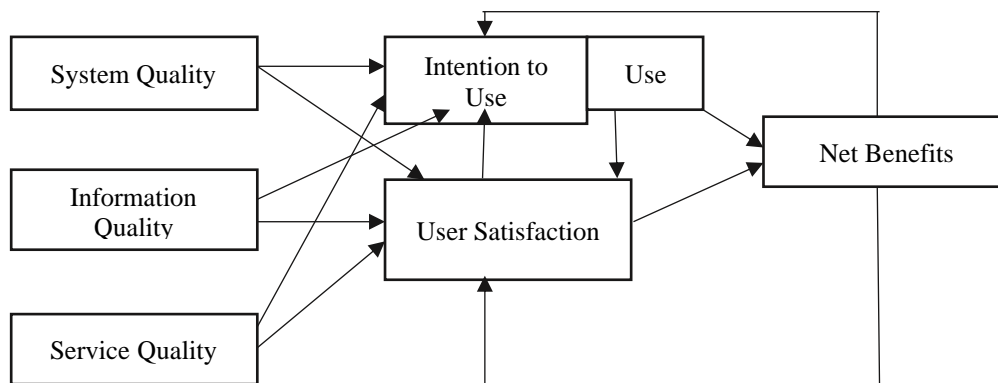 System Quality
Intention to
Use
Use
Net Benefits
Information
Quality
User Satisfaction
Service Quality